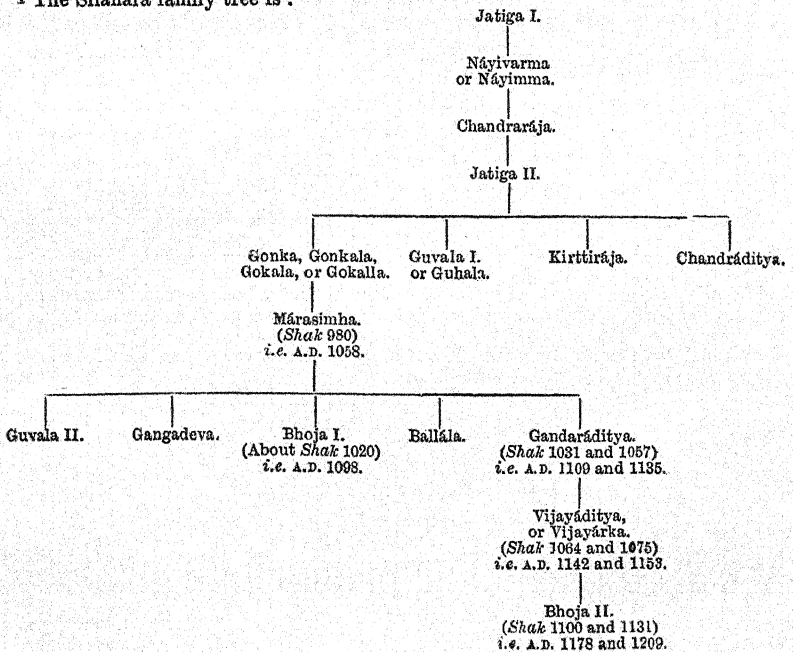 The Siláhára family tree is :
Jatiga I.
Náyivarma
or Náyimma.
Chandrarája.
Jatiga II.
Gonka, Gonkala,
Gokala, or Gokalla.
Guvala I.
or Guhala.
Kirttirája.
Chandráditya.
Márasimha.
(Shak 980)
i.e. A.D. 1058.
Guvala II.
Gangadeva.
Bhoja I.
(About Shak 1020)
i.e. A.D. 1098.
Ballála.
Gandaráditya.
(Shak 1031 and 1057)
i.e. A.D. 1109 and 1135.
Vijayáditya,
or Vijayárka.
(Shak 1064 and 1075)
i.e. A.D. 1142 and 1153.
Bhoja II.
(Shak 1100 and 1131)
i.e. A.D. 1178 and 1209.